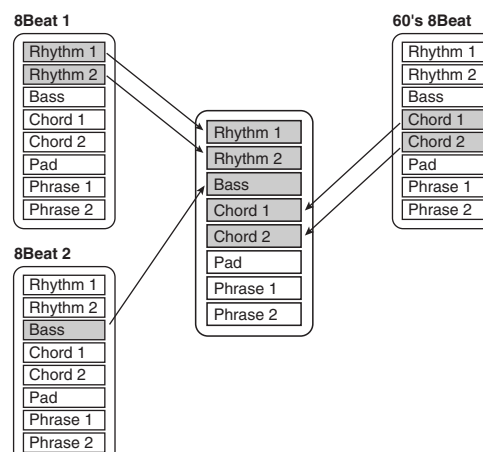 8Beat 1
Rhythm 1
Rhythm 2
Bass
Chord 1
Chord 2
Pad
Phrase 1
Phrase 2
8Beat 2
Rhythm 1
Rhythm 2
Bass
Chord 1
Chord 2
Pad
Phrase 1
Phrase 2
Rhythm 1
Rhythm 2
Bass
Chord 1
Chord 2
Pad
Phrase 1
Phrase 2
60's 8Beat
Rhythm 1
Rhythm 2
Bass
Chord 1
Chord 2
Pad
Phrase 1
Phrase 2